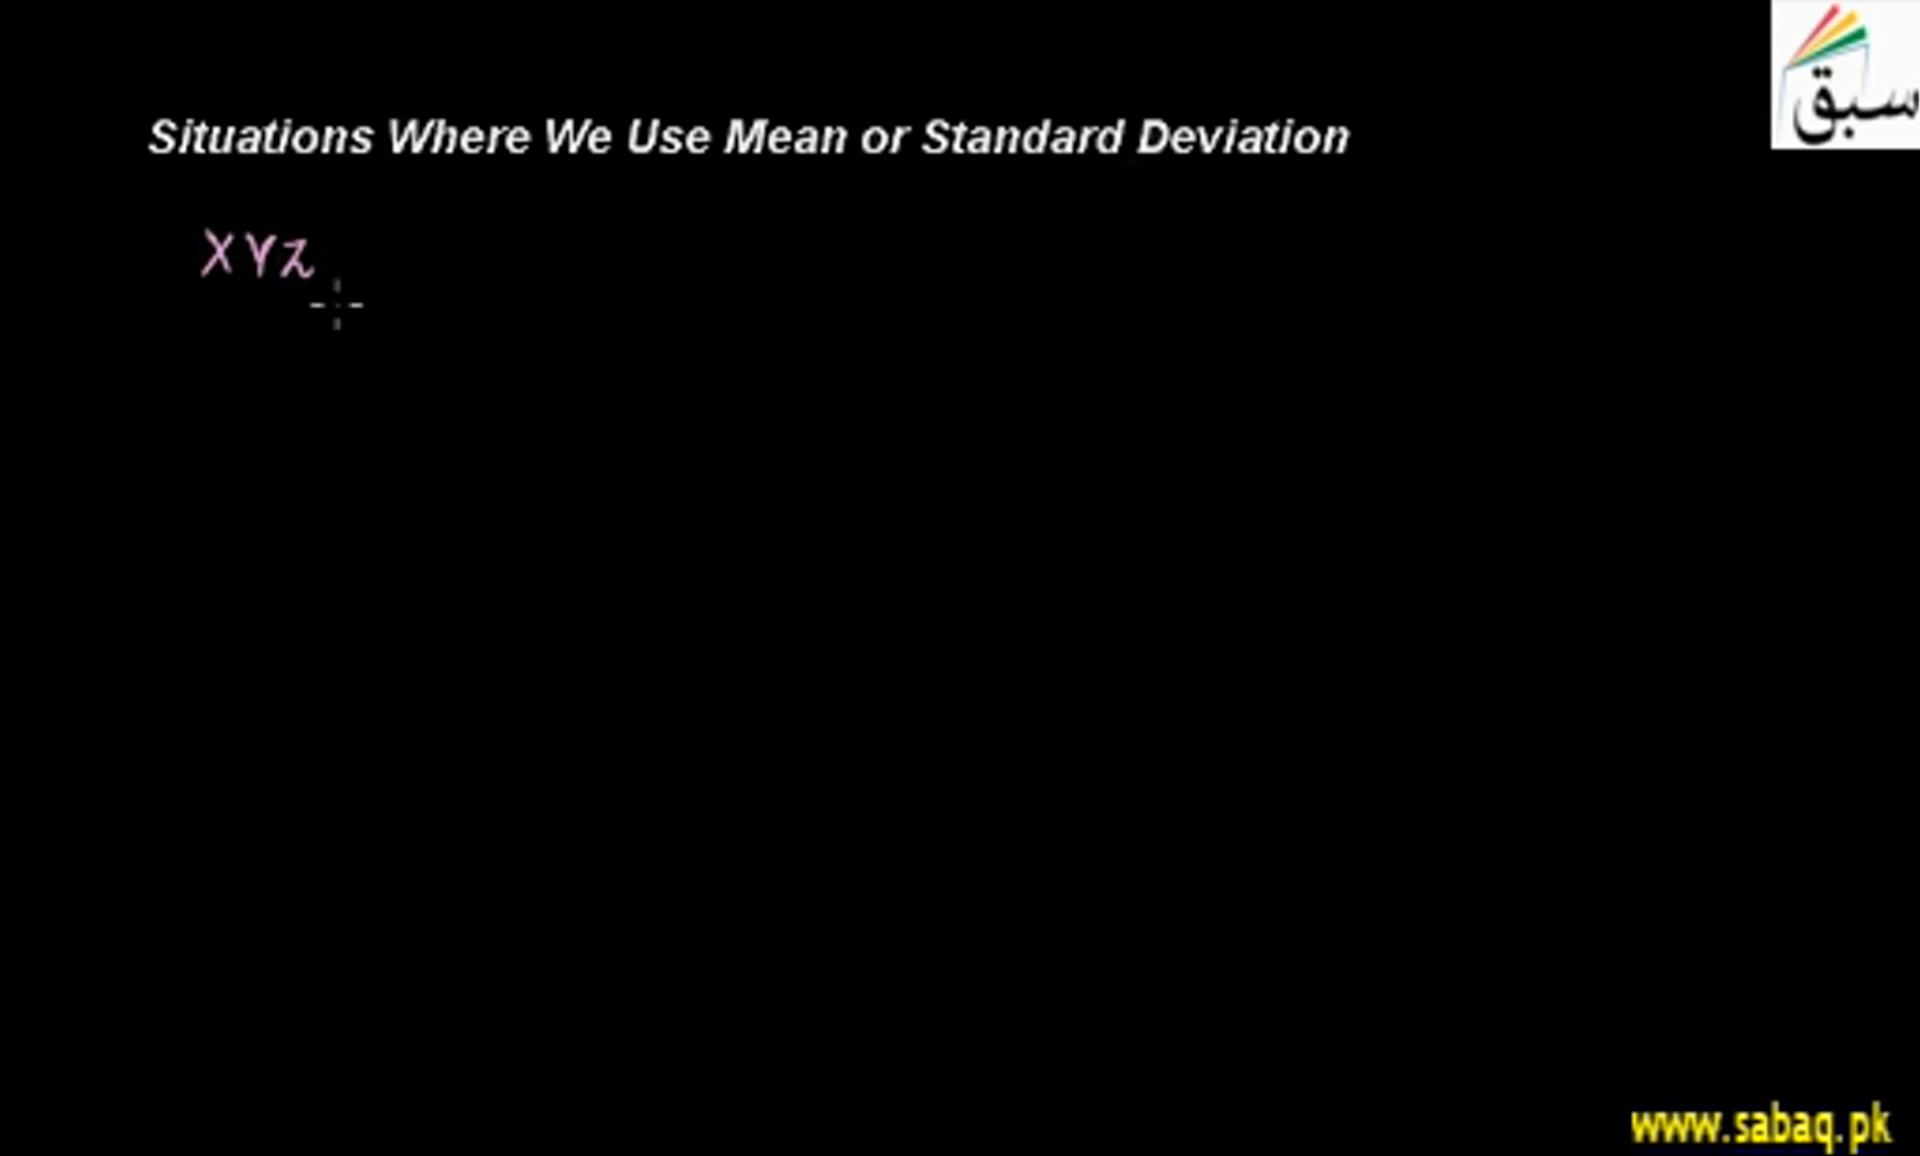 سبق
Situations Where We Use Mean or Standard Deviation
XYZ
www.sabaq.pk